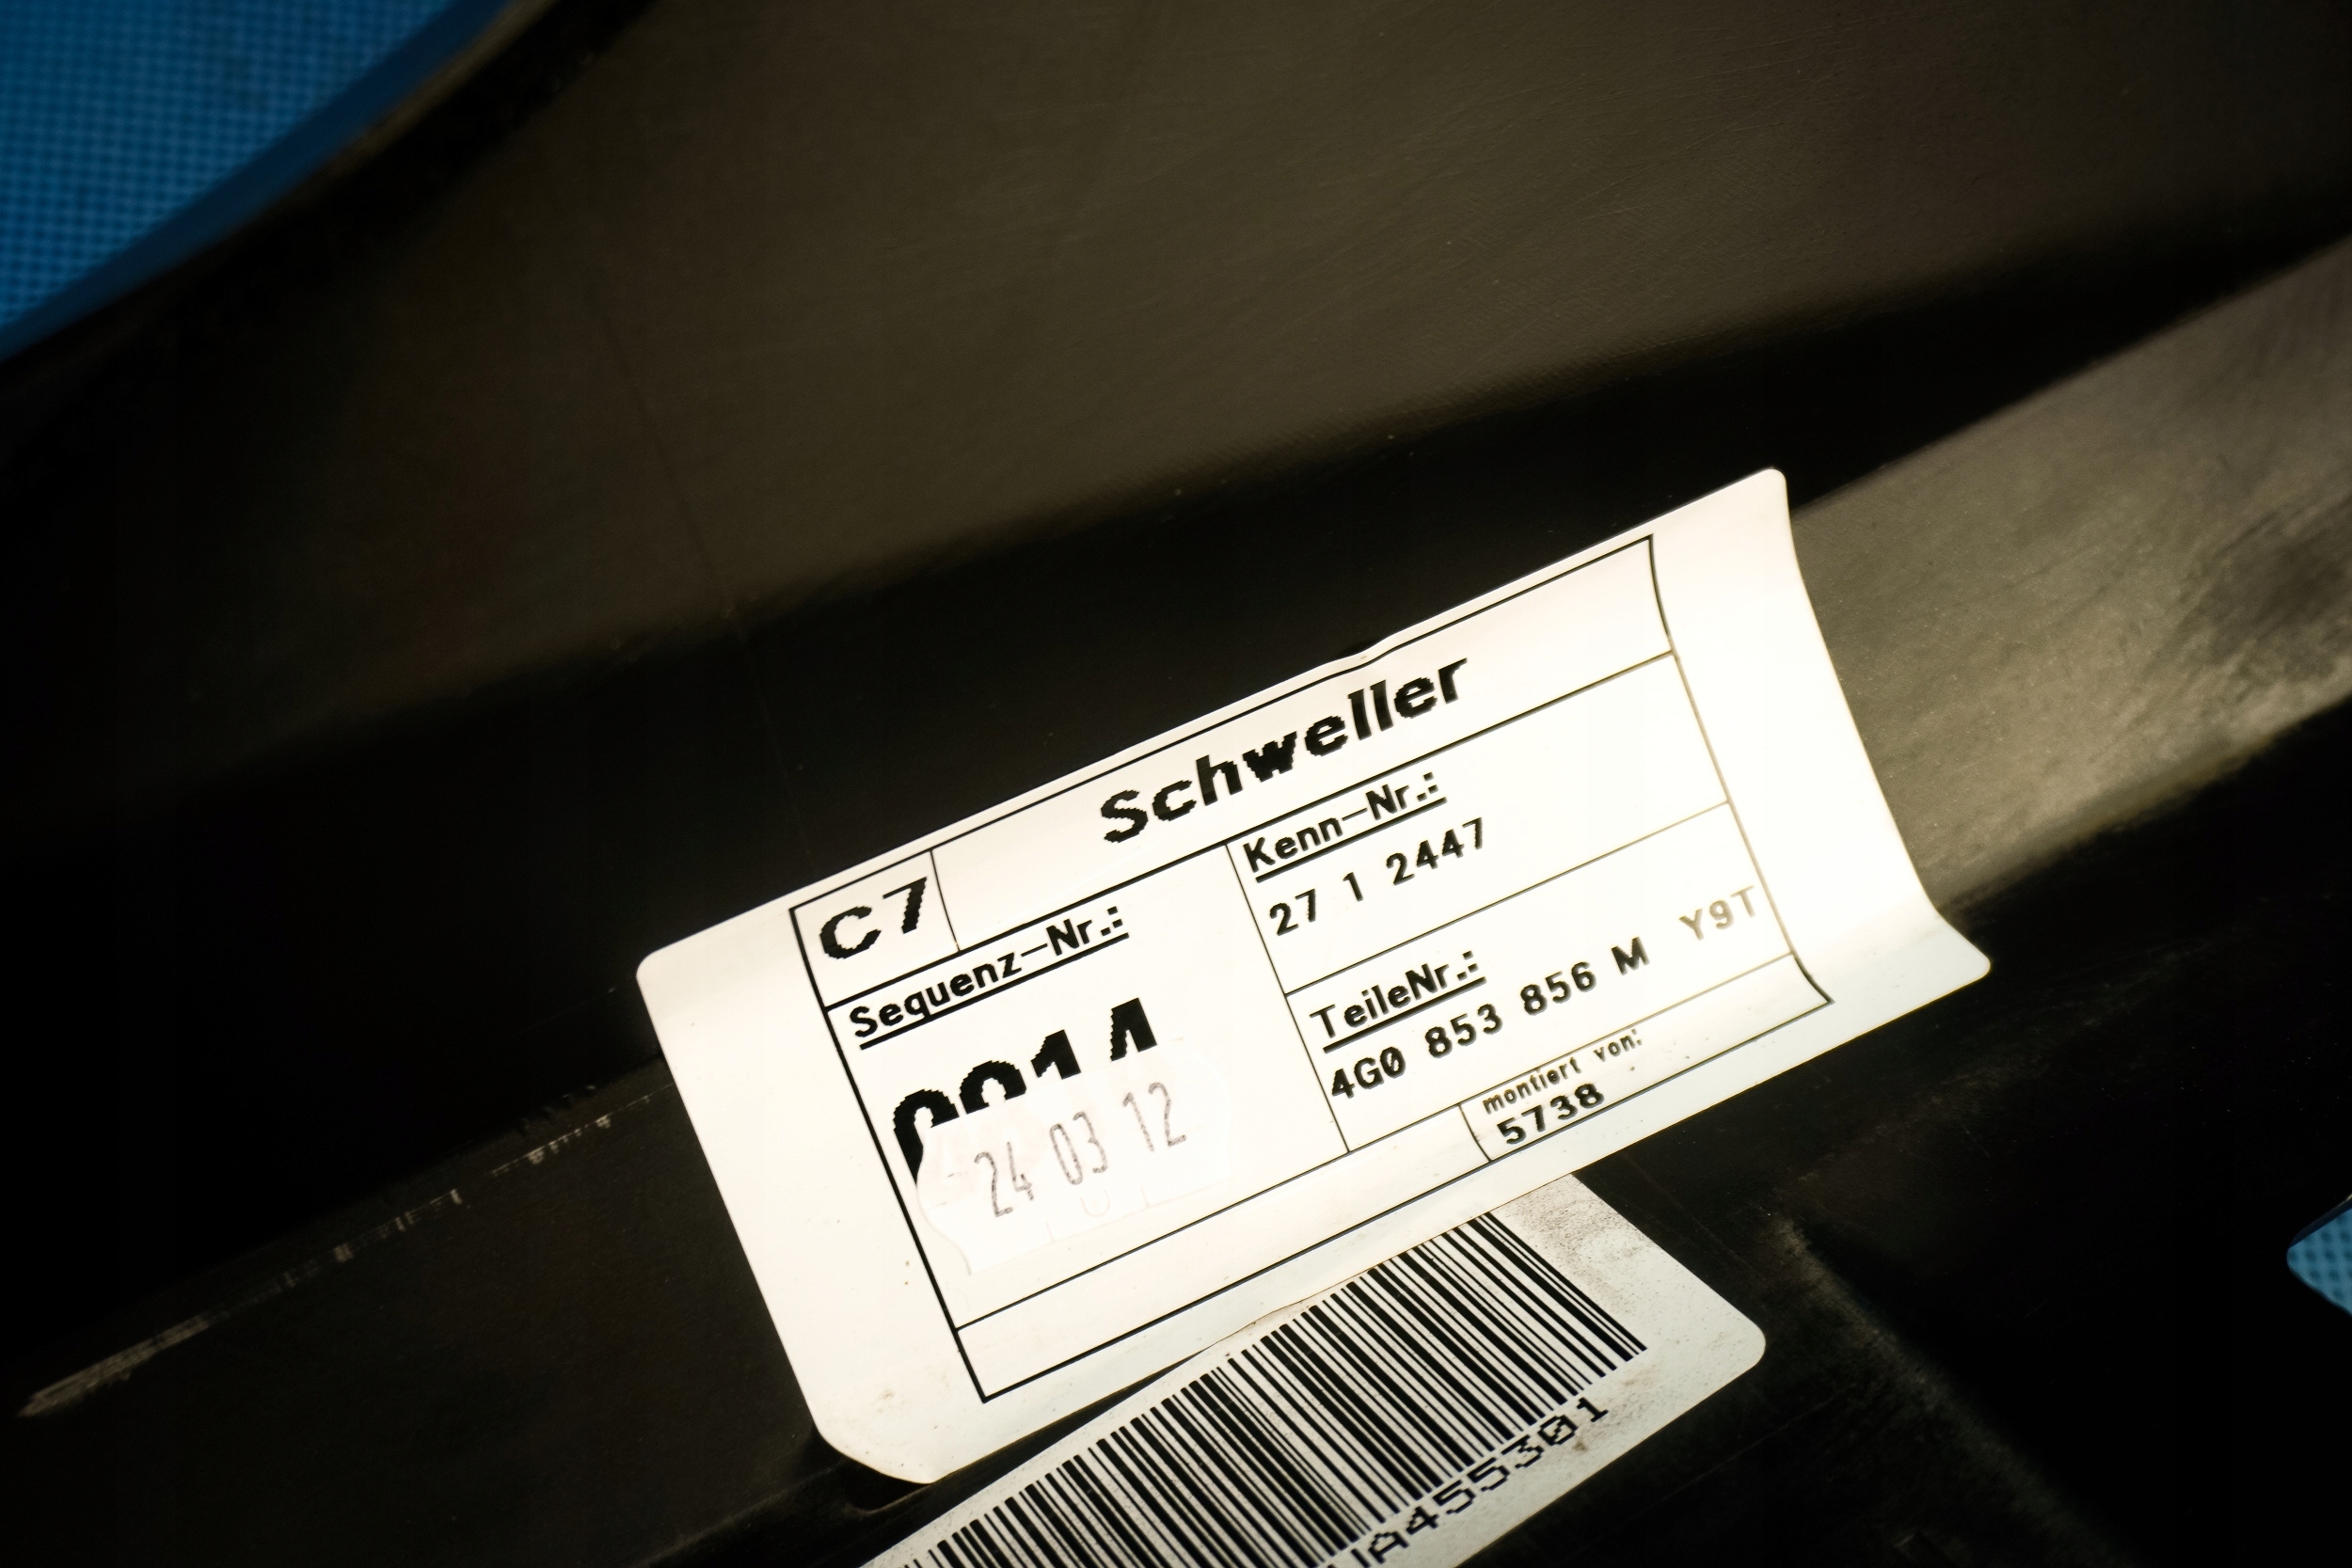 C7 Schweller
Sequenz-Nr.:
Kenn-Nr.:
27 1 2447
24 03 12
TeileNr.:
4G0 853 856 M Y9T
montiert von:
5738